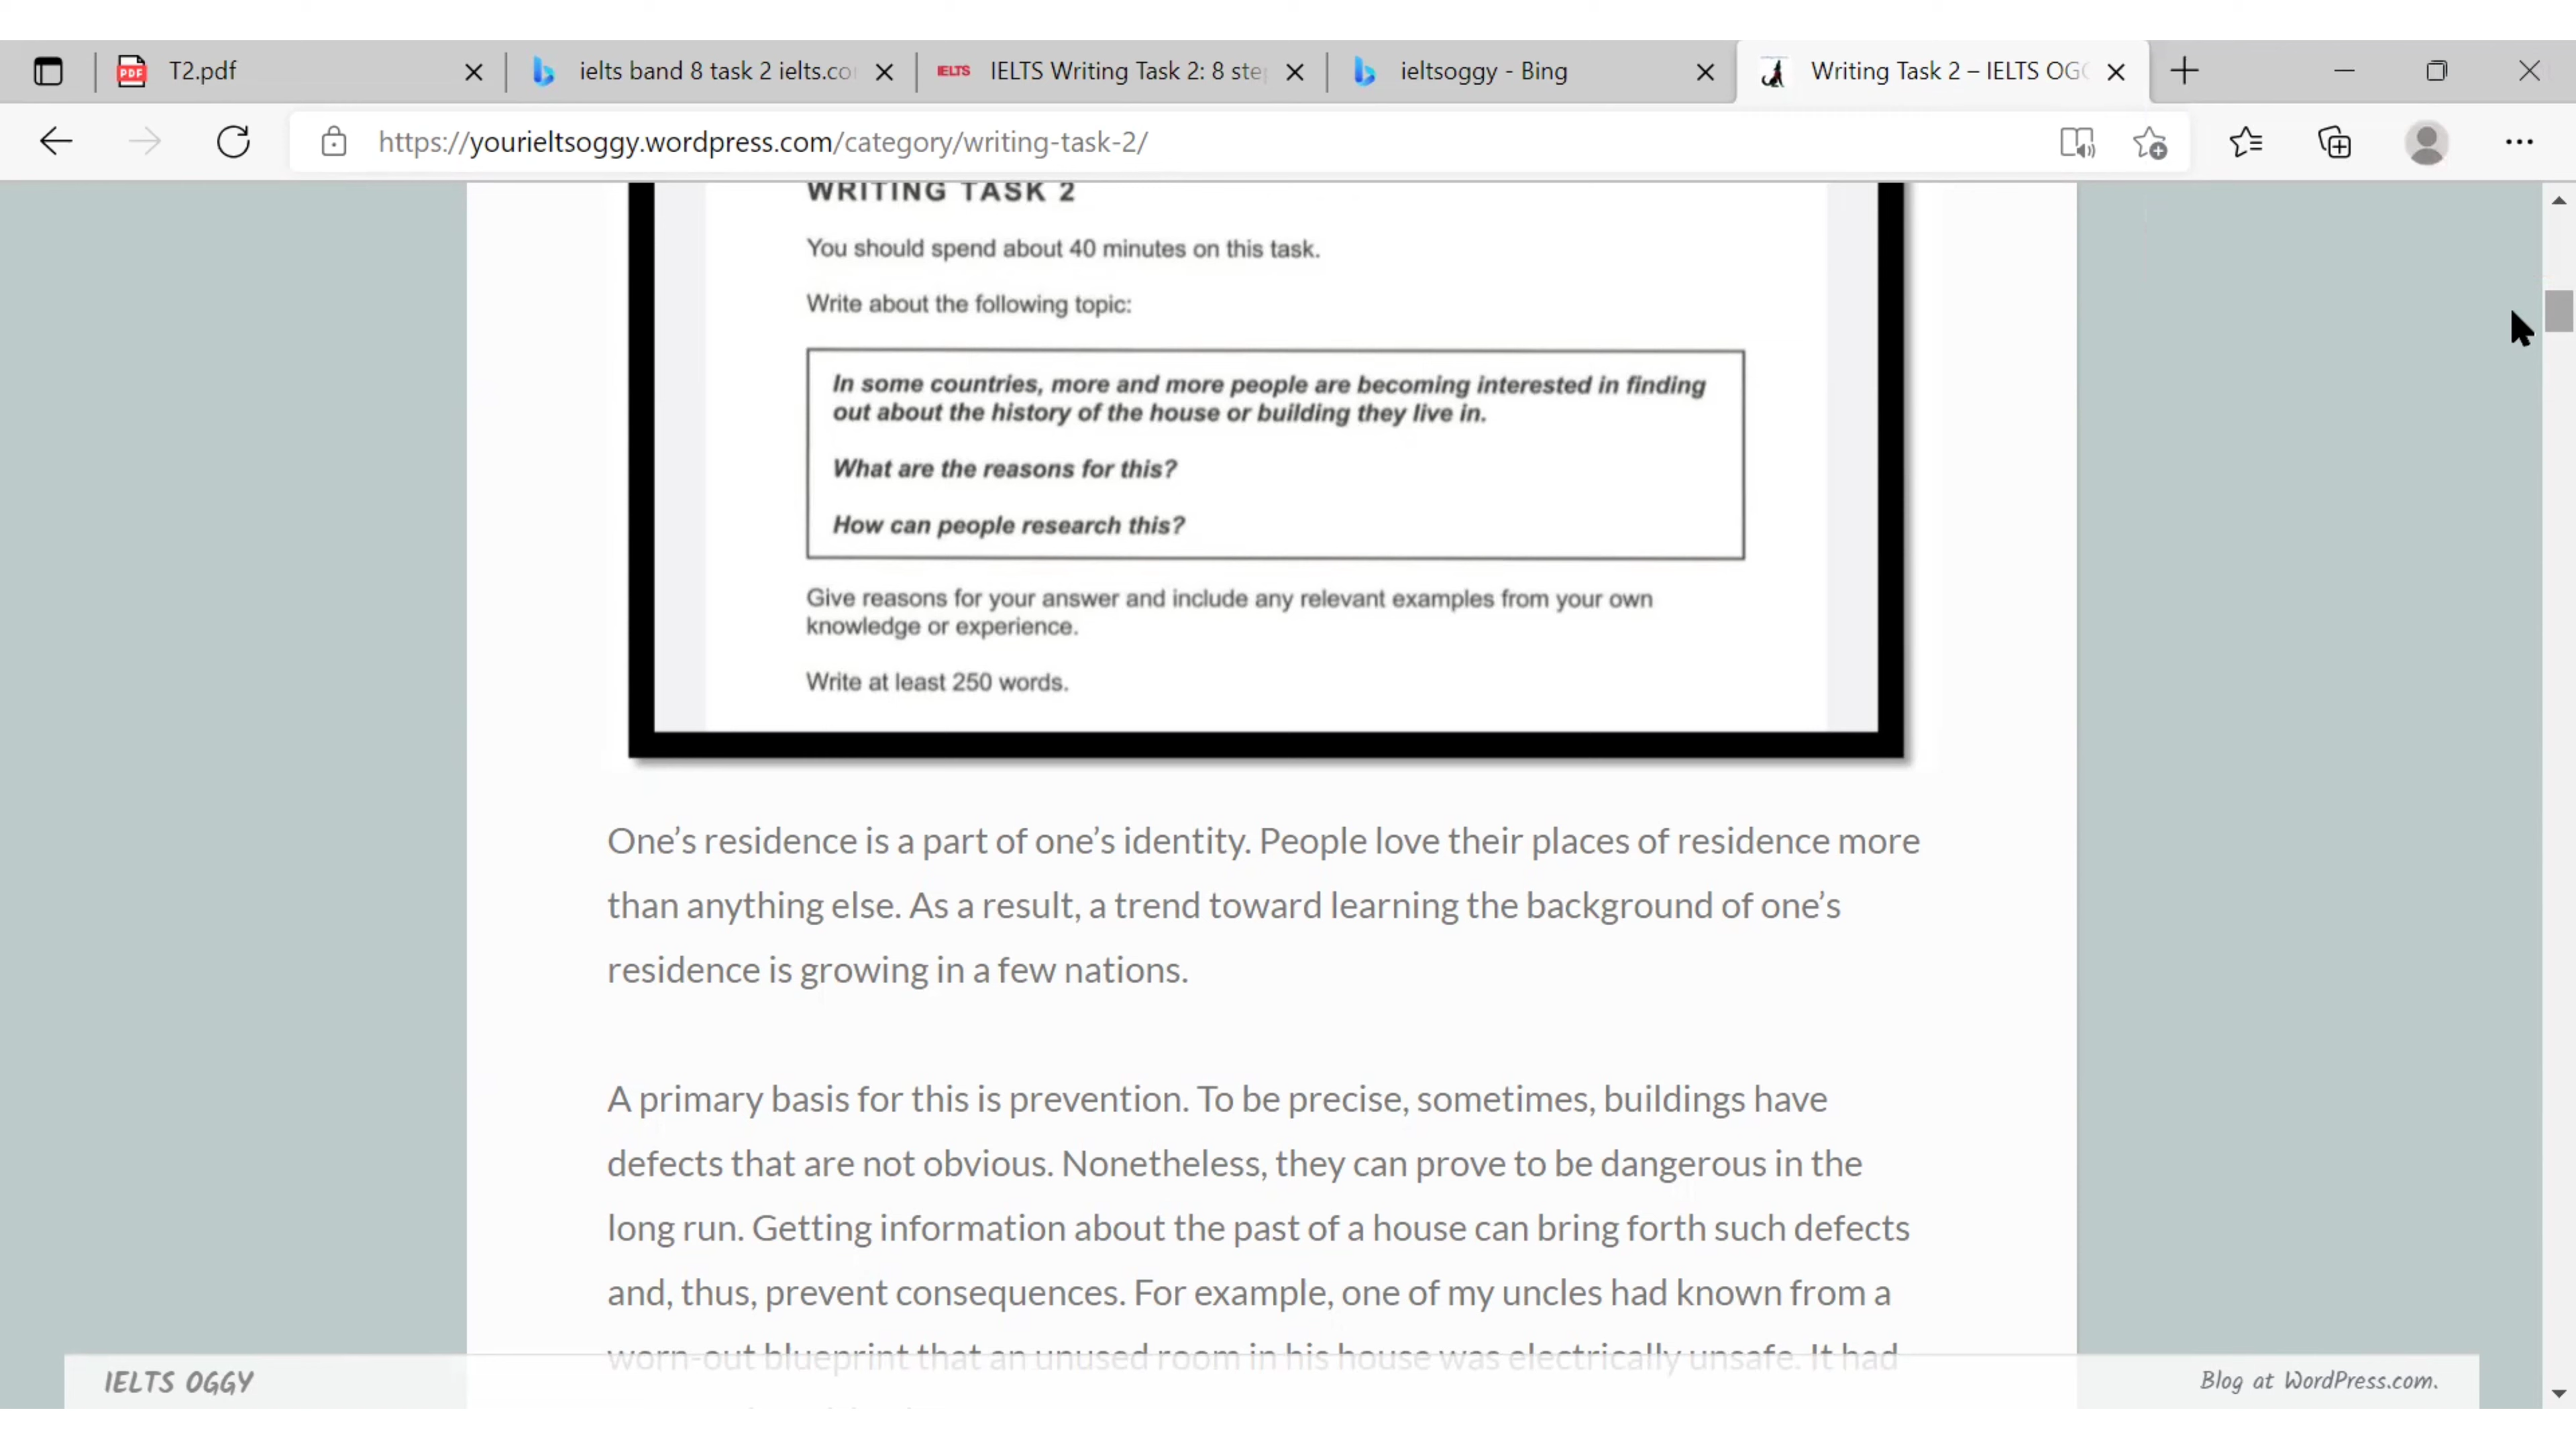 T2.pdf
ielts band 8 task 2 ielts.co
IELTS
IELTS Writing Task 2: 8 ste
ieltsoggy - Bing
Writing Task 2 – IELTS OGG
https://yourieltsoggy.wordpress.com/category/writing-task-2/
WRITING TASK 2
You should spend about 40 minutes on this task.
Write about the following topic:
In some countries, more and more people are becoming interested in finding
out about the history of the house or building they live in.
What are the reasons for this?
How can people research this?
Give reasons for your answer and include any relevant examples from your own
knowledge or experience.
Write at least 250 words.
One’s residence is a part of one’s identity. People love their places of residence more
than anything else. As a result, a trend toward learning the background of one’s
residence is growing in a few nations.
A primary basis for this is prevention. To be precise, sometimes, buildings have
defects that are not obvious. Nonetheless, they can prove to be dangerous in the
long run. Getting information about the past of a house can bring forth such defects
and, thus, prevent consequences. For example, one of my uncles had known from a
worn-out blueprint that an unused room in his house was electrically unsafe. It had
IELTS OGGY
Blog at WordPress.com.